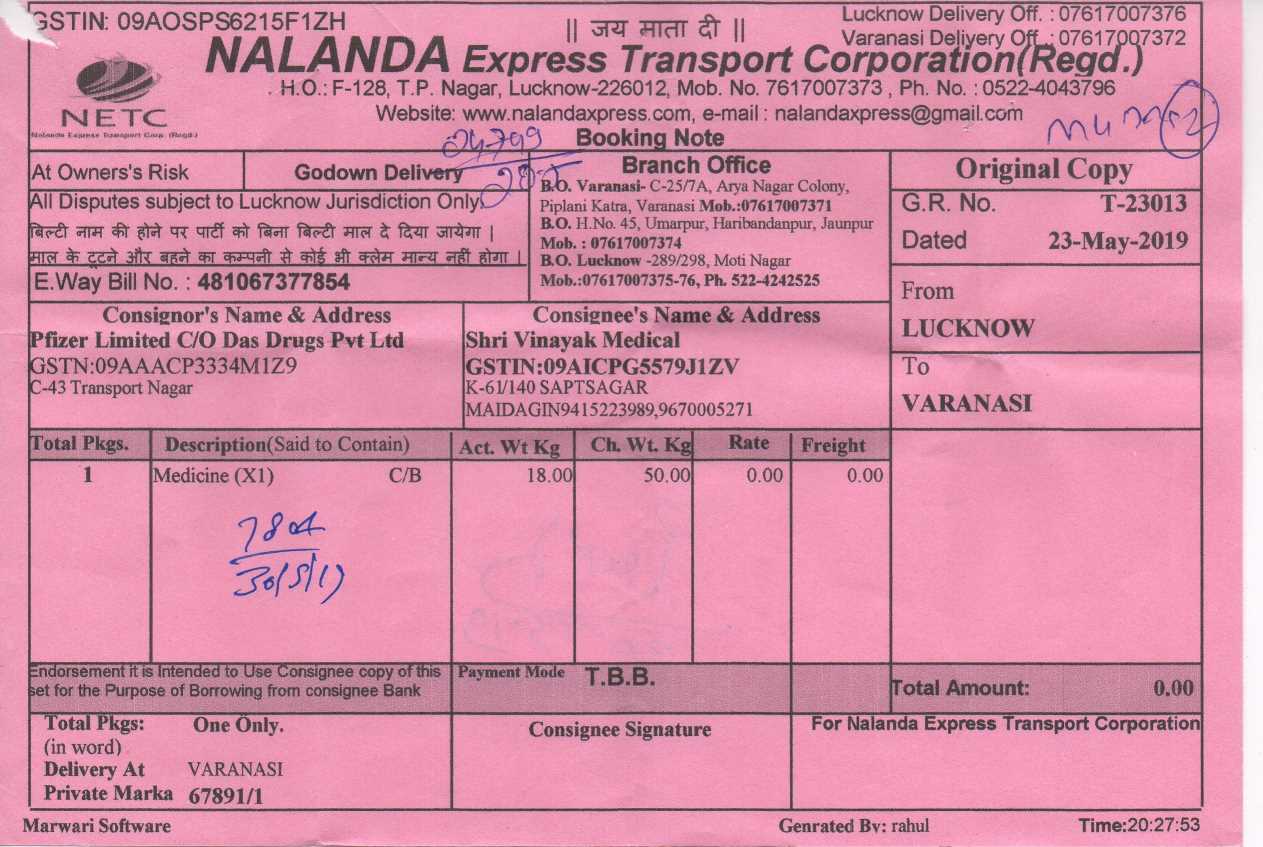 GSTIN: 09AOSPS6215F1ZH
|| जय माता दी ||
Lucknow Delivery Off. : 07617007376
Varanasi Delivery Off. : 07617007372
NALANDA Express Transport Corporation(Regd.)
H.O.: F-128, T.P. Nagar, Lucknow-226012, Mob. No. 7617007373 , Ph. No. : 0522-4043796
Website: www.nalandaxpress.com, e-mail : nalandaxpress@gmail.com
NETC
Nalanda Express Transport Corp. (Regd.)
Booking Note
24799
At Owner's Risk
Godown Delivery
All Disputes subject to Lucknow Jurisdiction Only.
बिल्टी नाम की होने पर पार्टी को बिना बिल्टी माल दे दिया जायेगा |
माल के टूटने और बहने का कम्पनी से कोई भी क्लेम मान्य नहीं होगा |
E.Way Bill No. : 481067377854
Branch Office
B.O. Varanasi- C-25/7A, Arya Nagar Colony,
Piplani Katra, Varanasi Mob.:07617007371
B.O. H.No. 45, Umarpur, Haribandanpur, Jaunpur
Mob. : 07617007374
B.O. Lucknow -289/298, Moti Nagar
Mob.:07617007375-76, Ph. 522-4242525
Original Copy
G.R. No. T-23013
Dated 23-May-2019
From
LUCKNOW
To
VARANASI
Consignor's Name & Address
Pfizer Limited C/O Das Drugs Pvt Ltd
GSTN:09AAACP3334M1Z9
C-43 Transport Nagar
Consignee's Name & Address
Shri Vinayak Medical
GSTIN:09AICPG5579J1ZV
K-61/140 SAPTSAGAR
MAIDAGIN9415223989,9670005271
Total Pkgs. Description(Said to Contain) Act. Wt Kg Ch. Wt. Kg Rate Freight
1 Medicine (X1) C/B 18.00 50.00 0.00 0.00
7804
30/5/19
Endorsement it is Intended to Use Consignee copy of this
set for the Purpose of Borrowing from consignee Bank
Payment Mode T.B.B.
Total Amount: 0.00
Total Pkgs: One Only.
(in word)
Delivery At VARANASI
Private Marka 67891/1
Consignee Signature
For Nalanda Express Transport Corporation
Marwari Software
Genrated By: rahul
Time:20:27:53